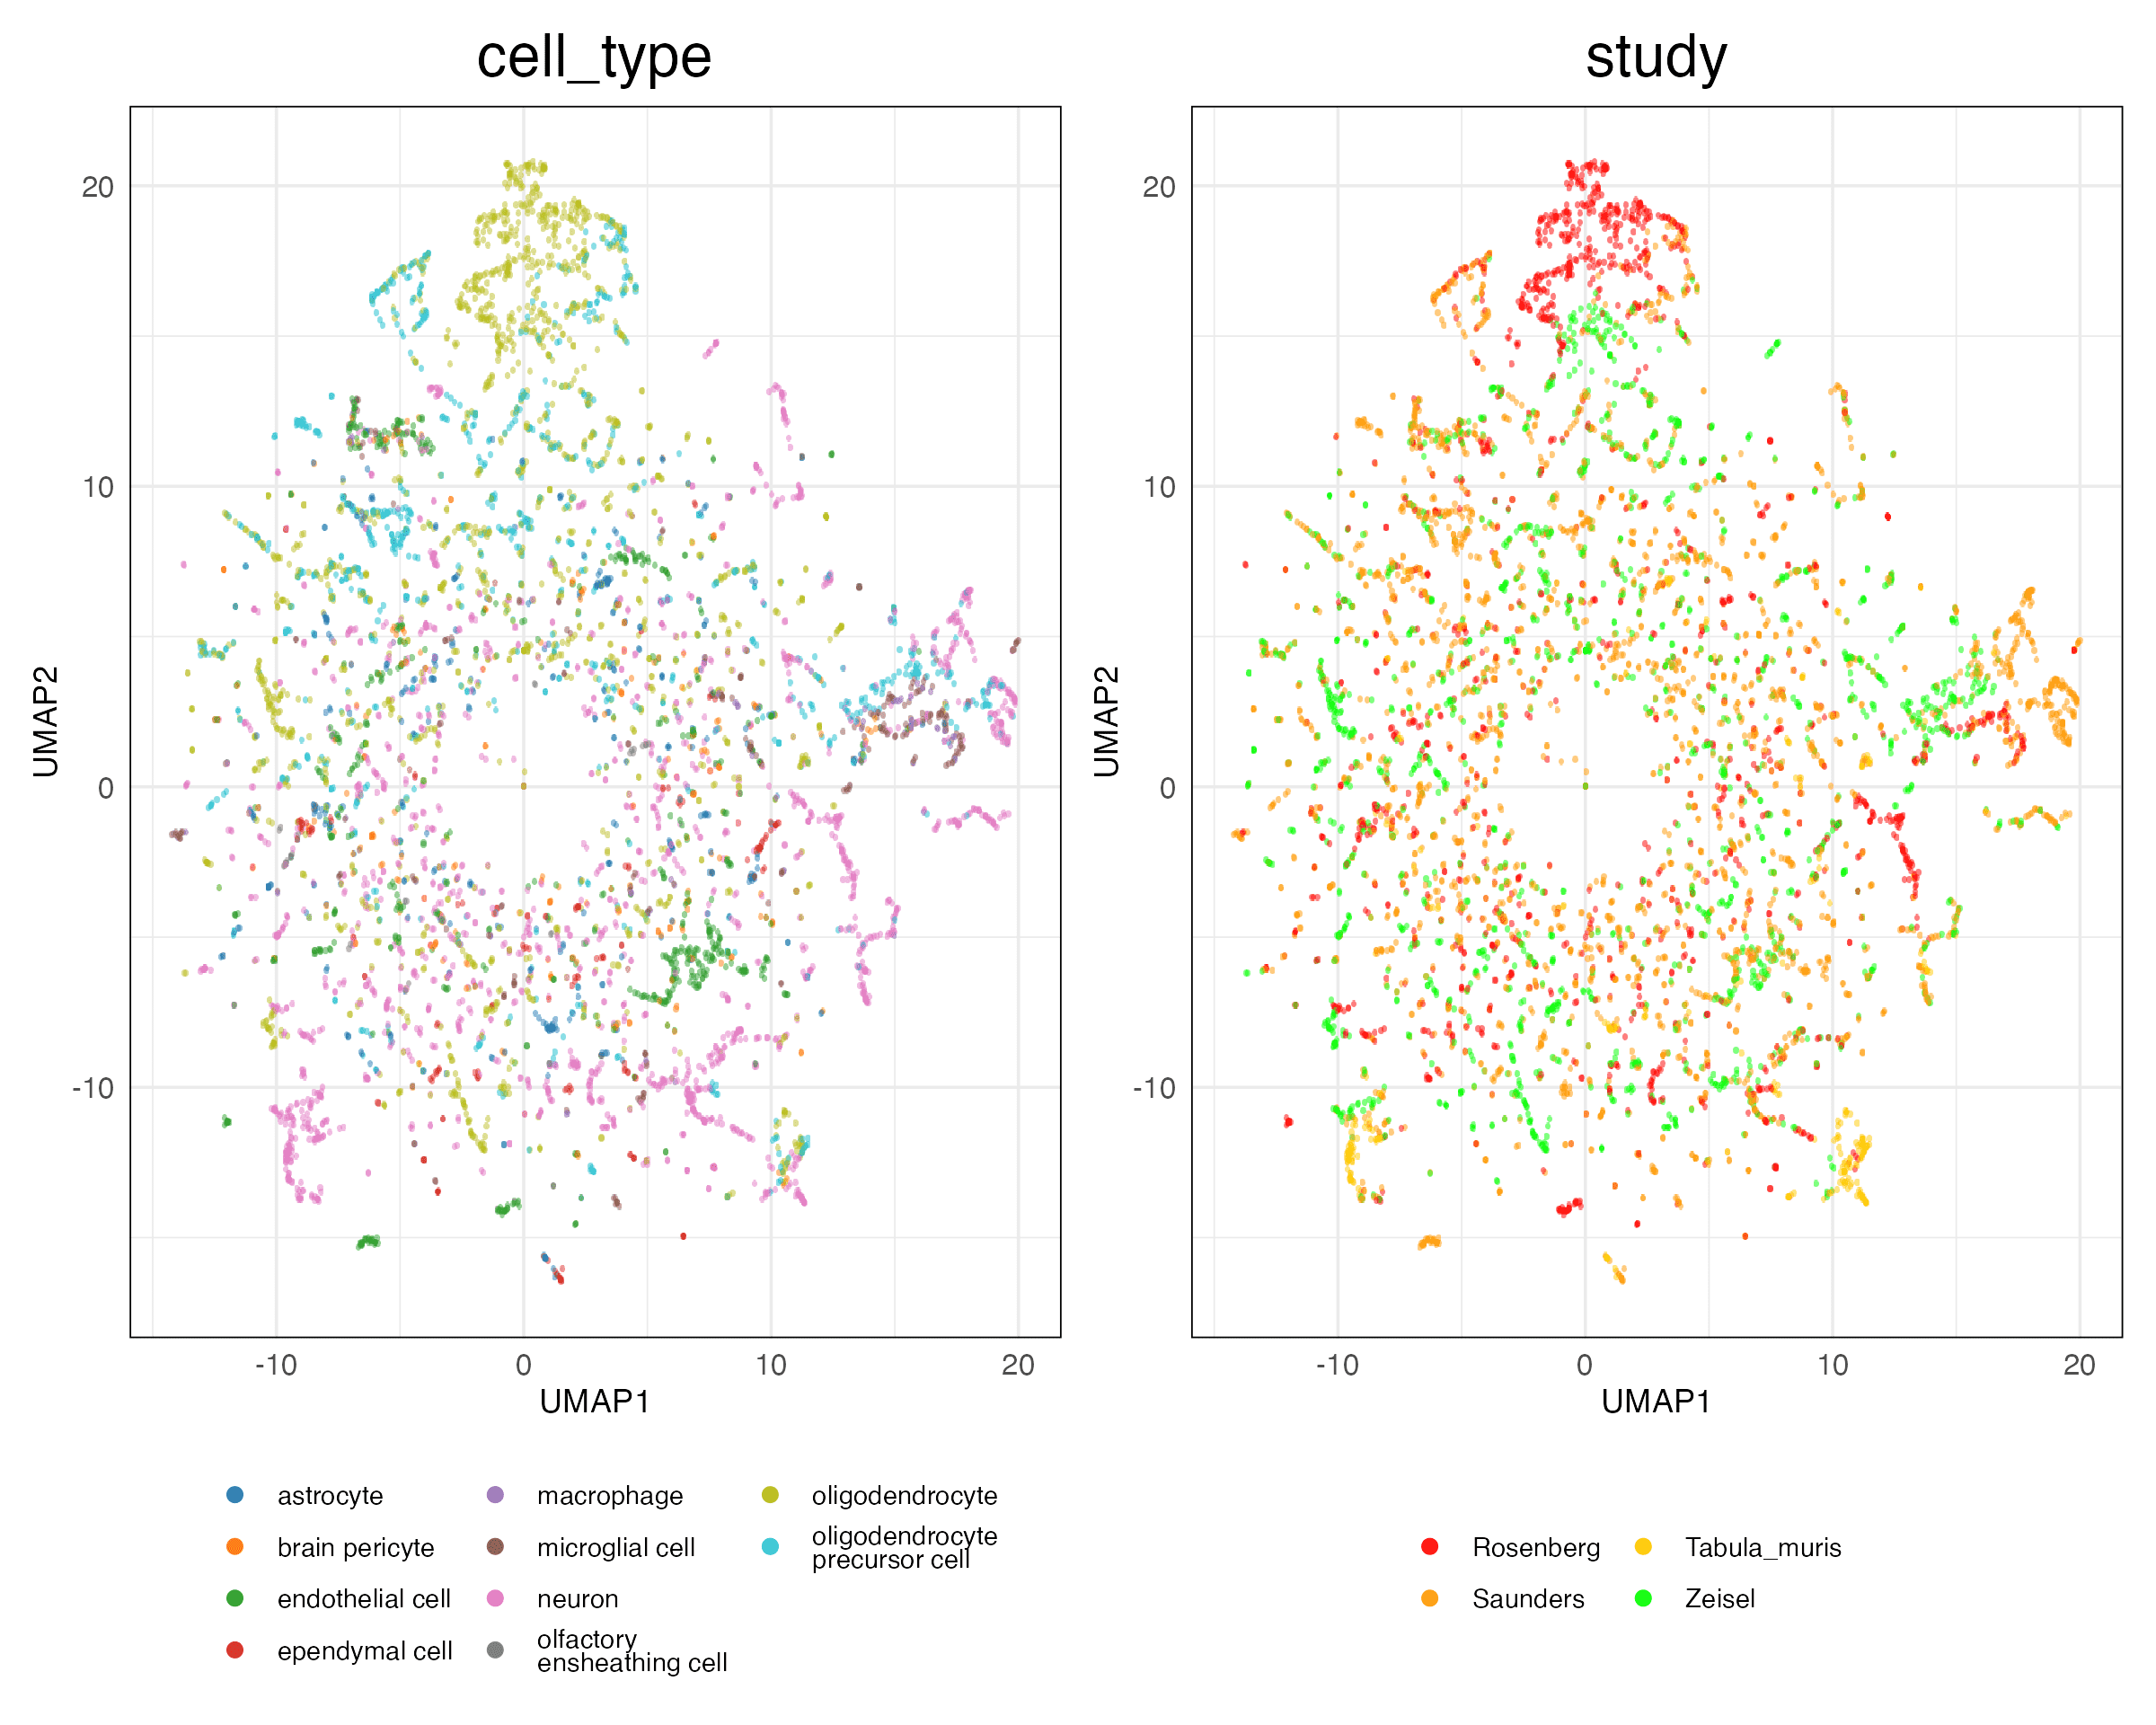 cell_type
study
UMAP2
20
10
0
-10
-10
0
10
20
UMAP1
UMAP2
20
10
0
-10
-10
0
10
20
UMAP1
astrocyte
brain pericyte
endothelial cell
ependymal cell
macrophage
microglial cell
neuron
olfactory
ensheathing cell
oligodendrocyte
oligodendrocyte
precursor cell
Rosenberg
Saunders
Tabula_muris
Zeisel